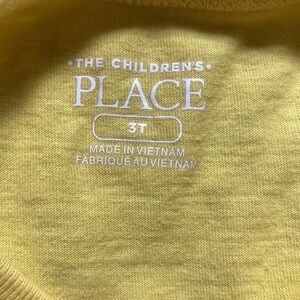 •THE CHILDREN'S•
PLACE
3T
MADE IN VIETNAM
FABRIQUÉ AU VIETNAM